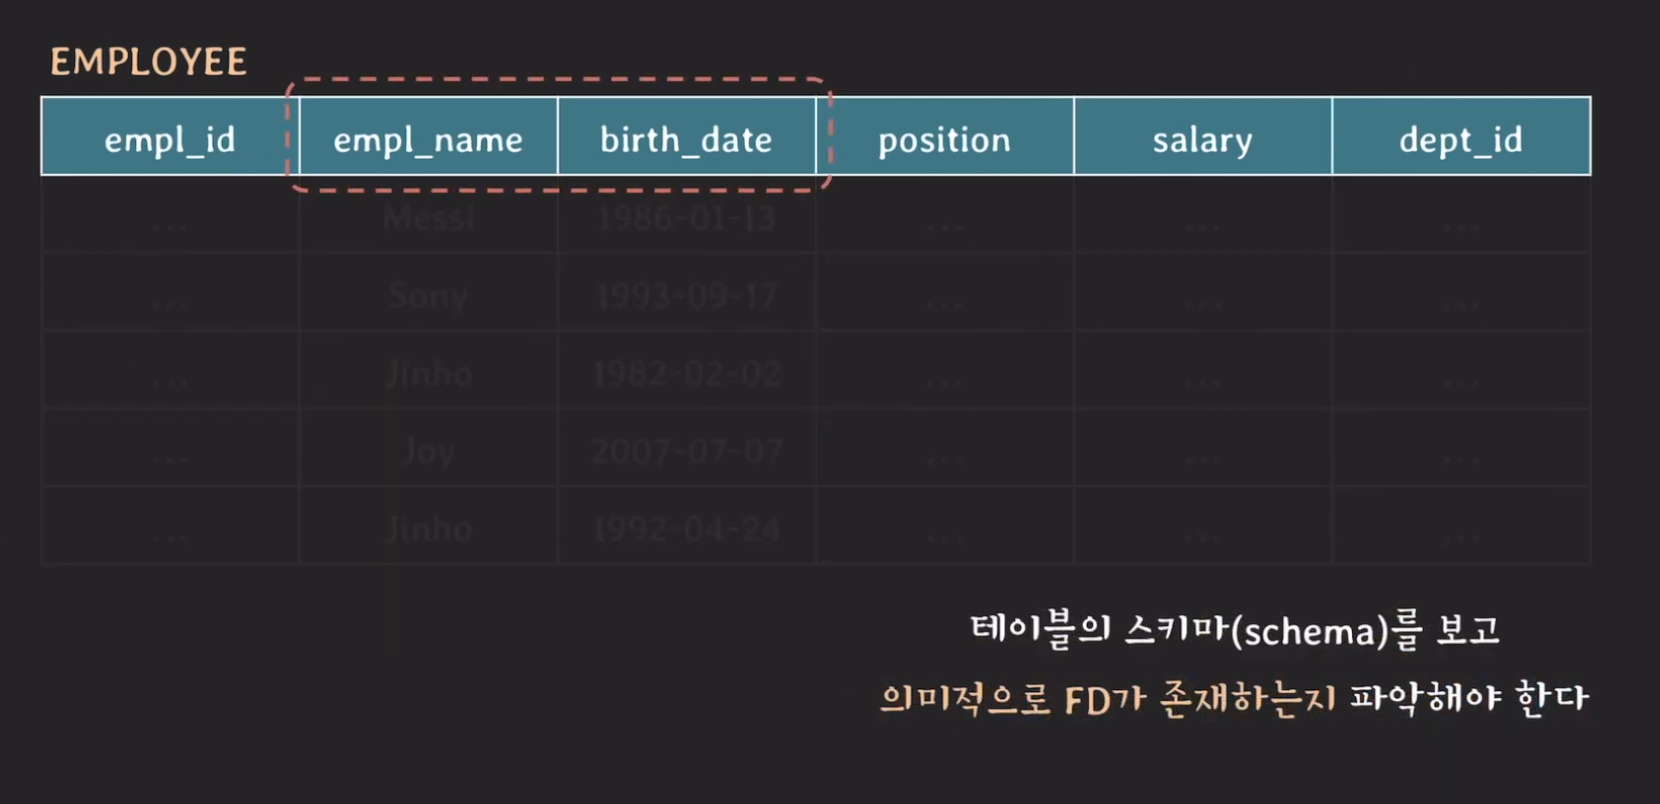 EMPLOYEE
empl_id empl_name birth_date position salary dept_id
... Messi 1986-01-13 ... ... ...
... Sony 1993-09-17 ... ... ...
... Jinho 1982-02-02 ... ... ...
... Joy 2007-07-07 ... ... ...
... Jinho 1992-04-24 ... ... ...
테이블의 스키마(schema)를 보고
의미적으로 FD가 존재하는지 파악해야 한다